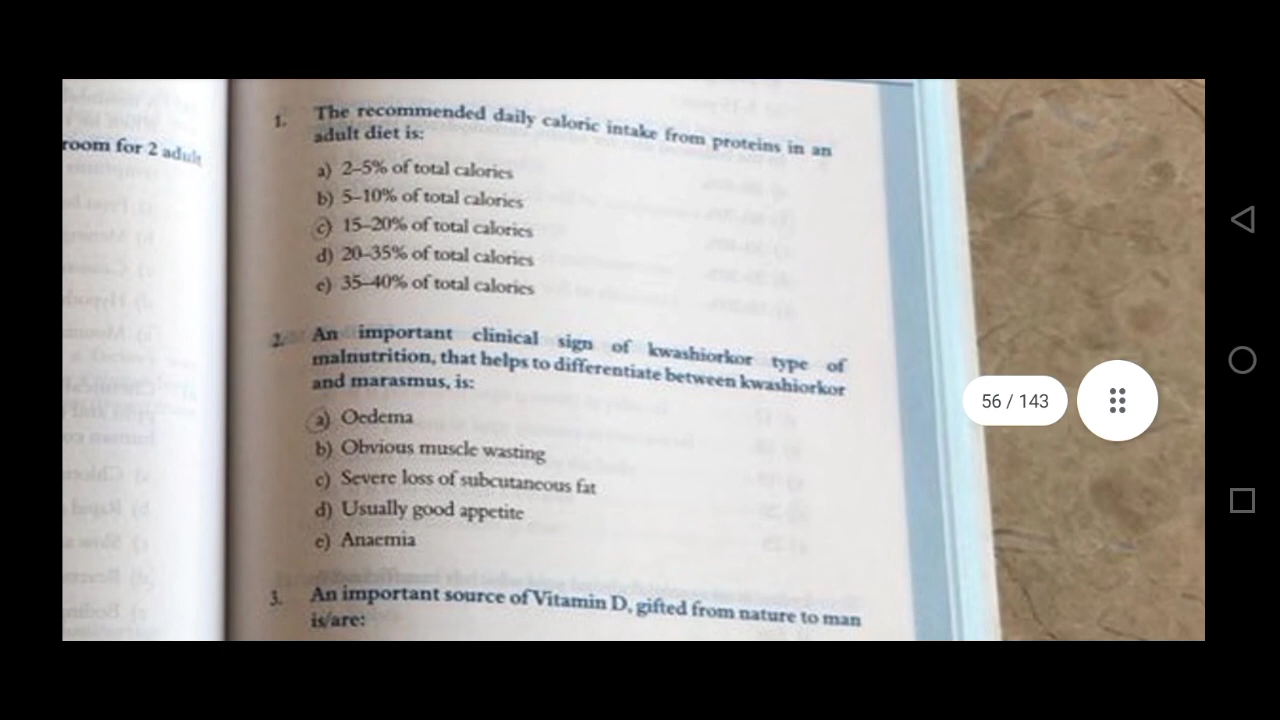 room for 2 adult
1. The recommended daily caloric intake from proteins in an
adult diet is:
a) 2–5% of total calories
b) 5–10% of total calories
c) 15–20% of total calories
d) 20–35% of total calories
e) 35–40% of total calories
2. An important clinical sign of kwashiorkor type of
malnutrition, that helps to differentiate between kwashiorkor
and marasmus, is:
a) Oedema
b) Obvious muscle wasting
c) Severe loss of subcutaneous fat
d) Usually good appetite
e) Anaemia
3. An important source of Vitamin D, gifted from nature to man
is/are:
56 / 143